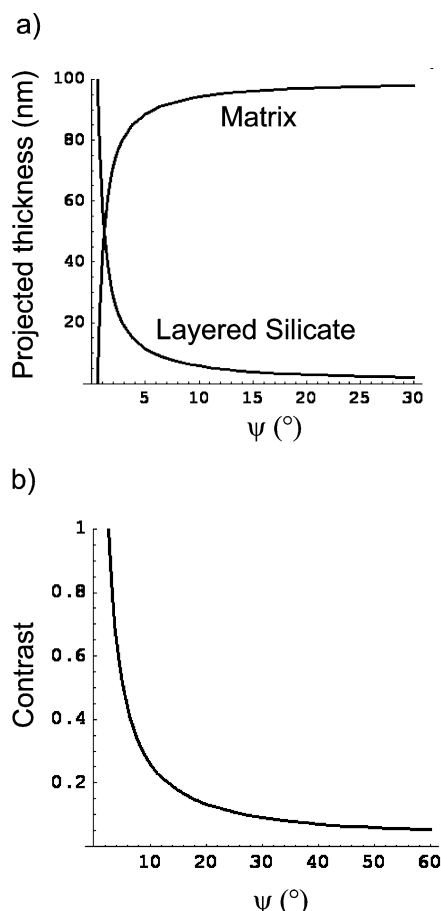 a)
Projected thickness (nm)
100
80
60
40
20
Matrix
Layered Silicate
5 10 15 20 25 30
ψ (°)
b)
Contrast
1
0.8
0.6
0.4
0.2
10 20 30 40 50 60
ψ (°)